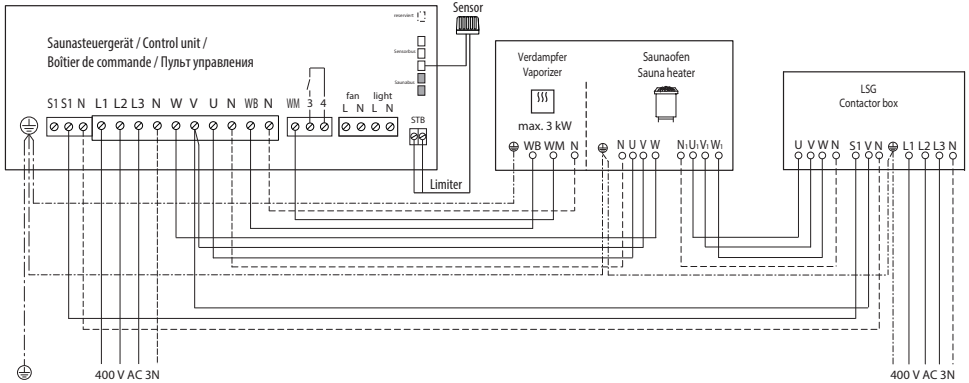 Sensor
reserviert
Saunasteuergerät / Control unit /
Boîtier de commande / Пульт управления
Sensorbus
Saunabus
S1 S1 N L1 L2 L3 N W V U N WB N WM 3 4
fan light
L N L N
STB
Limiter
Verdampfer
Vaporizer
max. 3 kW
WB WM N
Saunaofen
Sauna heater
N U V W N1 U1 V1 W1
LSG
Contactor box
U V W N S1 V N L1 L2 L3 N
400 V AC 3N
400 V AC 3N